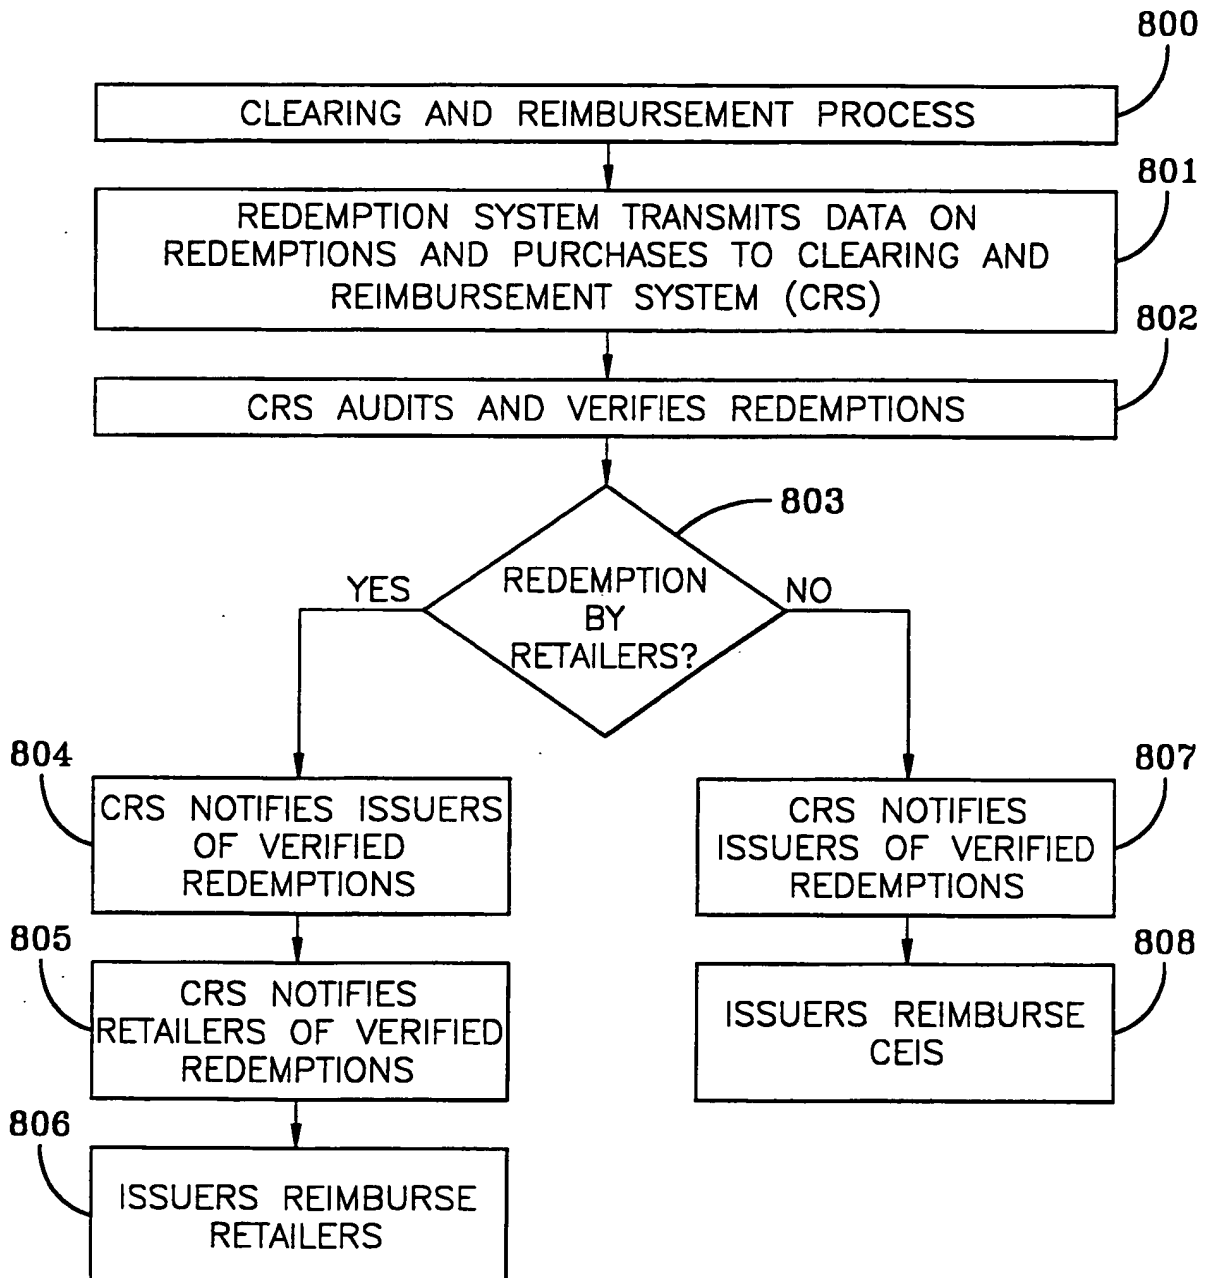 800
CLEARING AND REIMBURSEMENT PROCESS
801
REDEMPTION SYSTEM TRANSMITS DATA ON
REDEMPTIONS AND PURCHASES TO CLEARING AND
REIMBURSEMENT SYSTEM (CRS)
802
CRS AUDITS AND VERIFIES REDEMPTIONS
803
REDEMPTION
BY
RETAILERS?
YES
NO
804
CRS NOTIFIES ISSUERS
OF VERIFIED
REDEMPTIONS
805
CRS NOTIFIES
RETAILERS OF VERIFIED
REDEMPTIONS
806
ISSUERS REIMBURSE
RETAILERS
807
CRS NOTIFIES
ISSUERS OF VERIFIED
REDEMPTIONS
808
ISSUERS REIMBURSE
CEIS